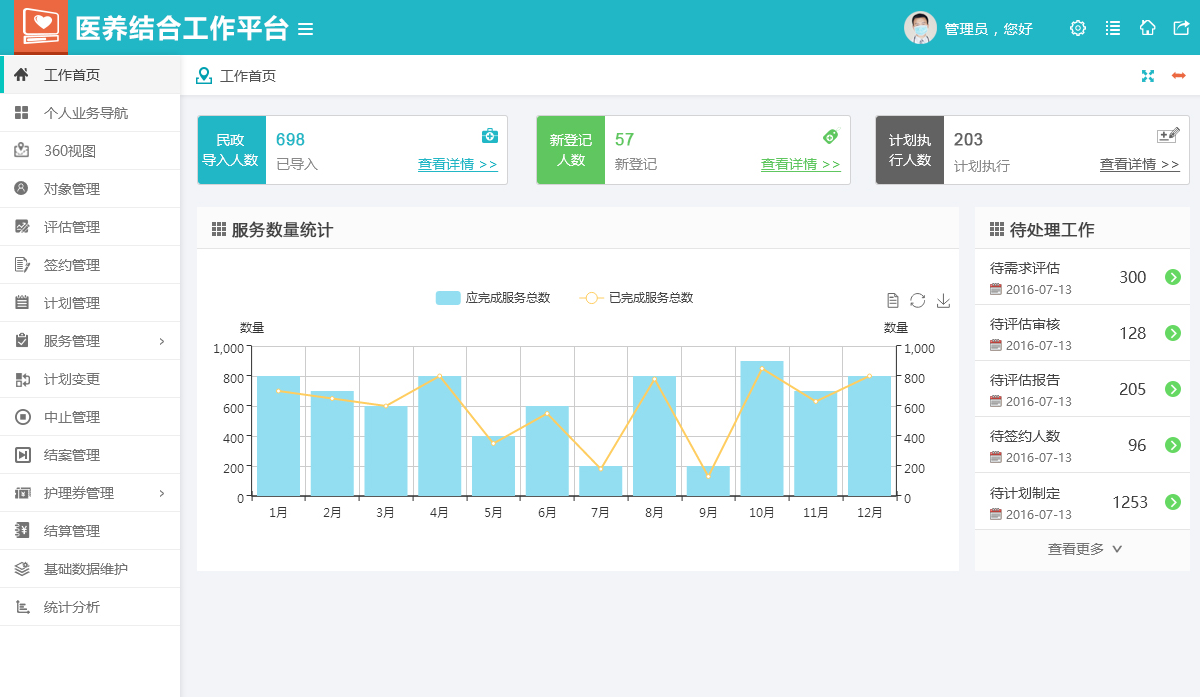 医养结合工作平台
管理员，您好
工作首页
个人业务导航
360视图
对象管理
评估管理
签约管理
计划管理
服务管理
计划变更
中止管理
结案管理
护理券管理
结算管理
基础数据维护
统计分析
工作首页
民政
导入人数
698
已导入
查看详情 >>
新登记
人数
57
新登记
查看详情 >>
计划执
行人数
203
计划执行
查看详情 >>
服务数量统计
应完成服务总数 已完成服务总数
数量 数量
1,000 1,000
800 800
600 600
400 400
200 200
0 0
1月 2月 3月 4月 5月 6月 7月 8月 9月 10月 11月 12月
待处理工作
待需求评估
2016-07-13
300
待评估审核
2016-07-13
128
待评估报告
2016-07-13
205
待签约人数
2016-07-13
96
待计划制定
2016-07-13
1253
查看更多